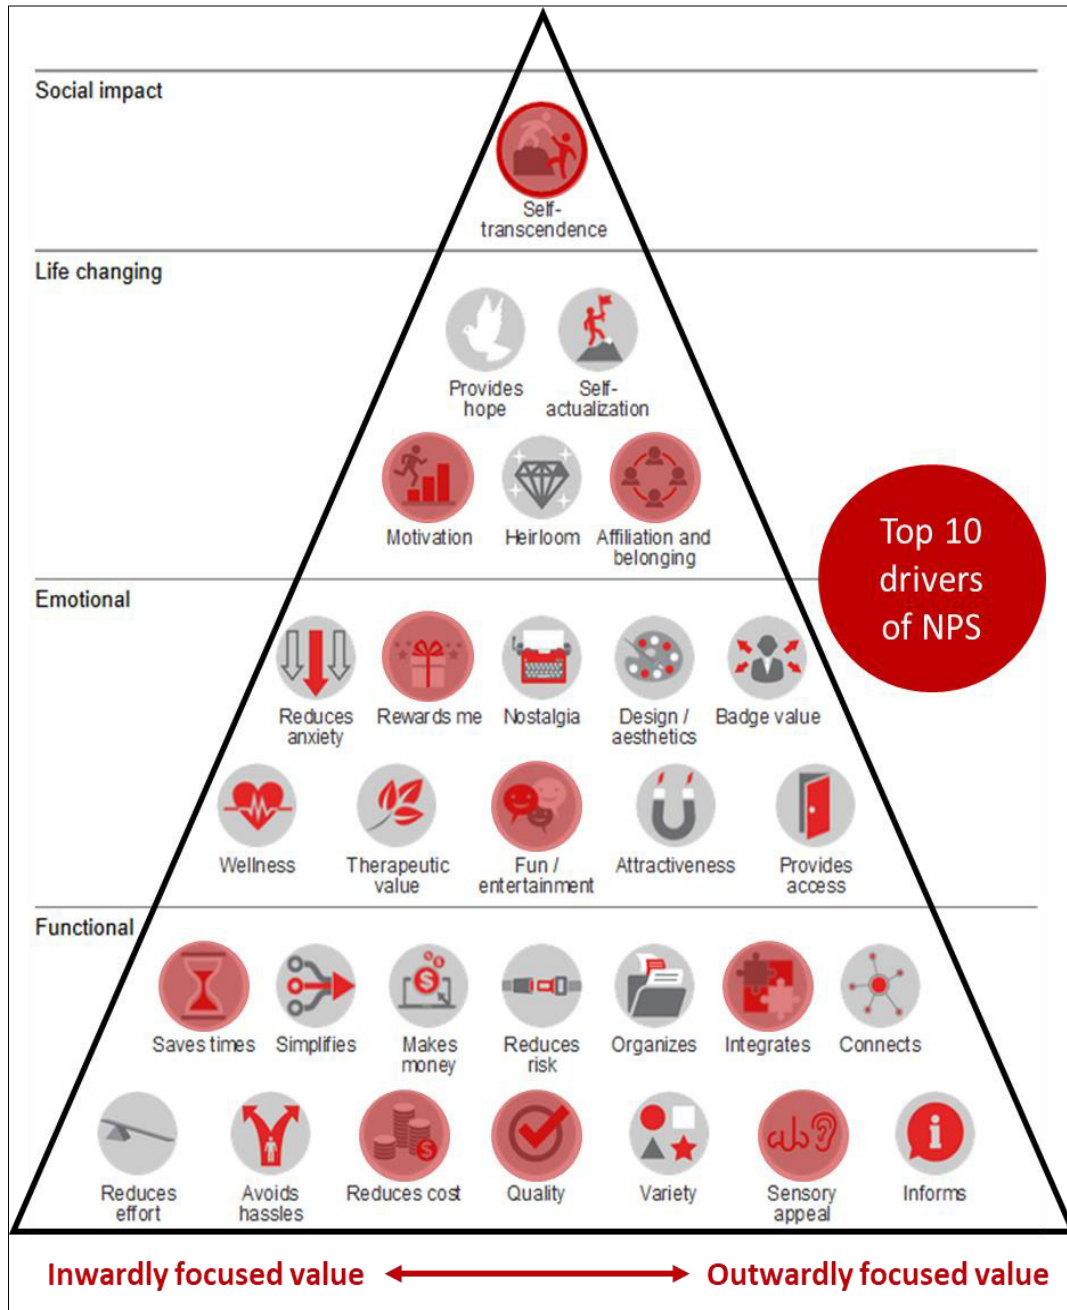 Social impact
Self-
transcendence
Life changing
Provides
hope
Self-
actualization
Motivation
Heirloom
Affiliation and
belonging
Top 10
drivers
of NPS
Emotional
Reduces
anxiety
Rewards me
Nostalgia
Design /
aesthetics
Badge value
Wellness
Therapeutic
value
Fun /
entertainment
Attractiveness
Provides
access
Functional
Saves times
Simplifies
Makes
money
Reduces
risk
Organizes
Integrates
Connects
Reduces
effort
Avoids
hassles
Reduces cost
Quality
Variety
Sensory
appeal
Informs
Inwardly focused value
Outwardly focused value